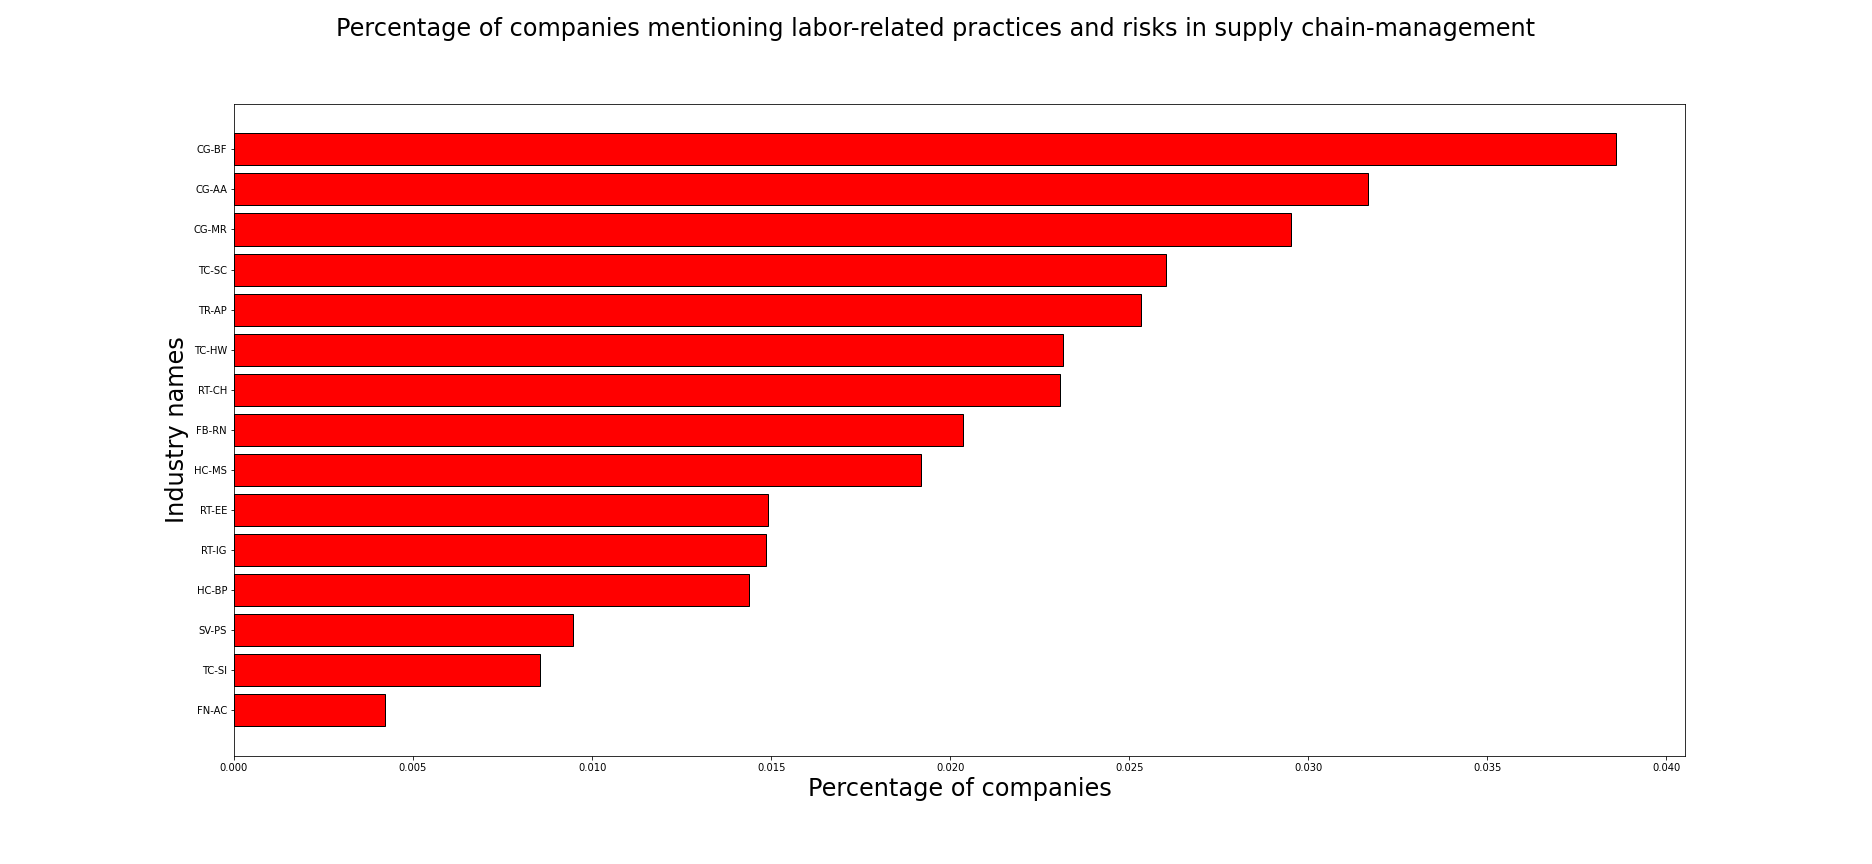 Percentage of companies mentioning labor-related practices and risks in supply chain-management
Industry names
CG-BF
CG-AA
CG-MR
TC-SC
TR-AP
TC-HW
RT-CH
FB-RN
HC-MS
RT-EE
RT-IG
HC-BP
SV-PS
TC-SI
FN-AC
0.000 0.005 0.010 0.015 0.020 0.025 0.030 0.035 0.040
Percentage of companies